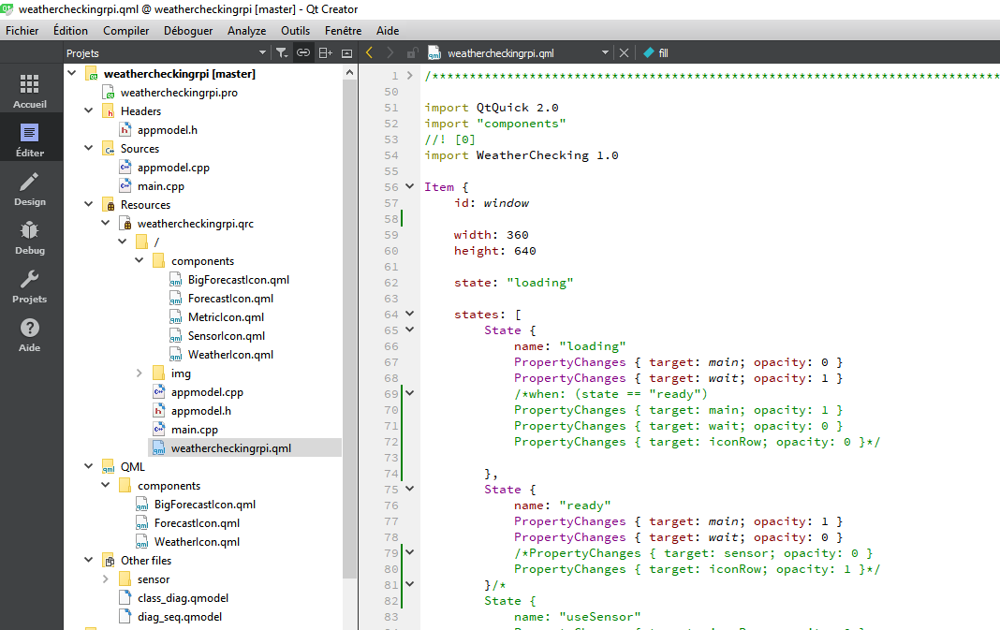 weathercheckingrpi.qml @ weathercheckingrpi [master] - Qt Creator
Fichier Édition Compiler Déboguer Analyze Outils Fenêtre Aide
Projets
weathercheckingrpi.qml
fill
Accueil
Éditer
Design
Debug
Projets
Aide
weathercheckingrpi [master]
weathercheckingrpi.pro
Headers
appmodel.h
Sources
appmodel.cpp
main.cpp
Resources
weathercheckingrpi.qrc
/
components
BigForecastIcon.qml
ForecastIcon.qml
MetricIcon.qml
SensorIcon.qml
WeatherIcon.qml
img
appmodel.cpp
appmodel.h
main.cpp
weathercheckingrpi.qml
QML
components
BigForecastIcon.qml
ForecastIcon.qml
WeatherIcon.qml
Other files
sensor
class_diag.qmodel
diag_seq.qmodel
1 /****************************************************************************
50
51 import QtQuick 2.0
52 import "components"
53 //! [0]
54 import WeatherChecking 1.0
55
56 Item {
57 id: window
58
59 width: 360
60 height: 640
61
62 state: "loading"
63
64 states: [
65 State {
66 name: "loading"
67 PropertyChanges { target: main; opacity: 0 }
68 PropertyChanges { target: wait; opacity: 1 }
69 /*when: (state == "ready")
70 PropertyChanges { target: main; opacity: 1 }
71 PropertyChanges { target: wait; opacity: 0 }
72 PropertyChanges { target: iconRow; opacity: 0 }*/
73
74 },
75 State {
76 name: "ready"
77 PropertyChanges { target: main; opacity: 1 }
78 PropertyChanges { target: wait; opacity: 0 }
79 /*PropertyChanges { target: sensor; opacity: 0 }
80 PropertyChanges { target: iconRow; opacity: 1 }*/
81 }/*
82 State {
83 name: "useSensor"